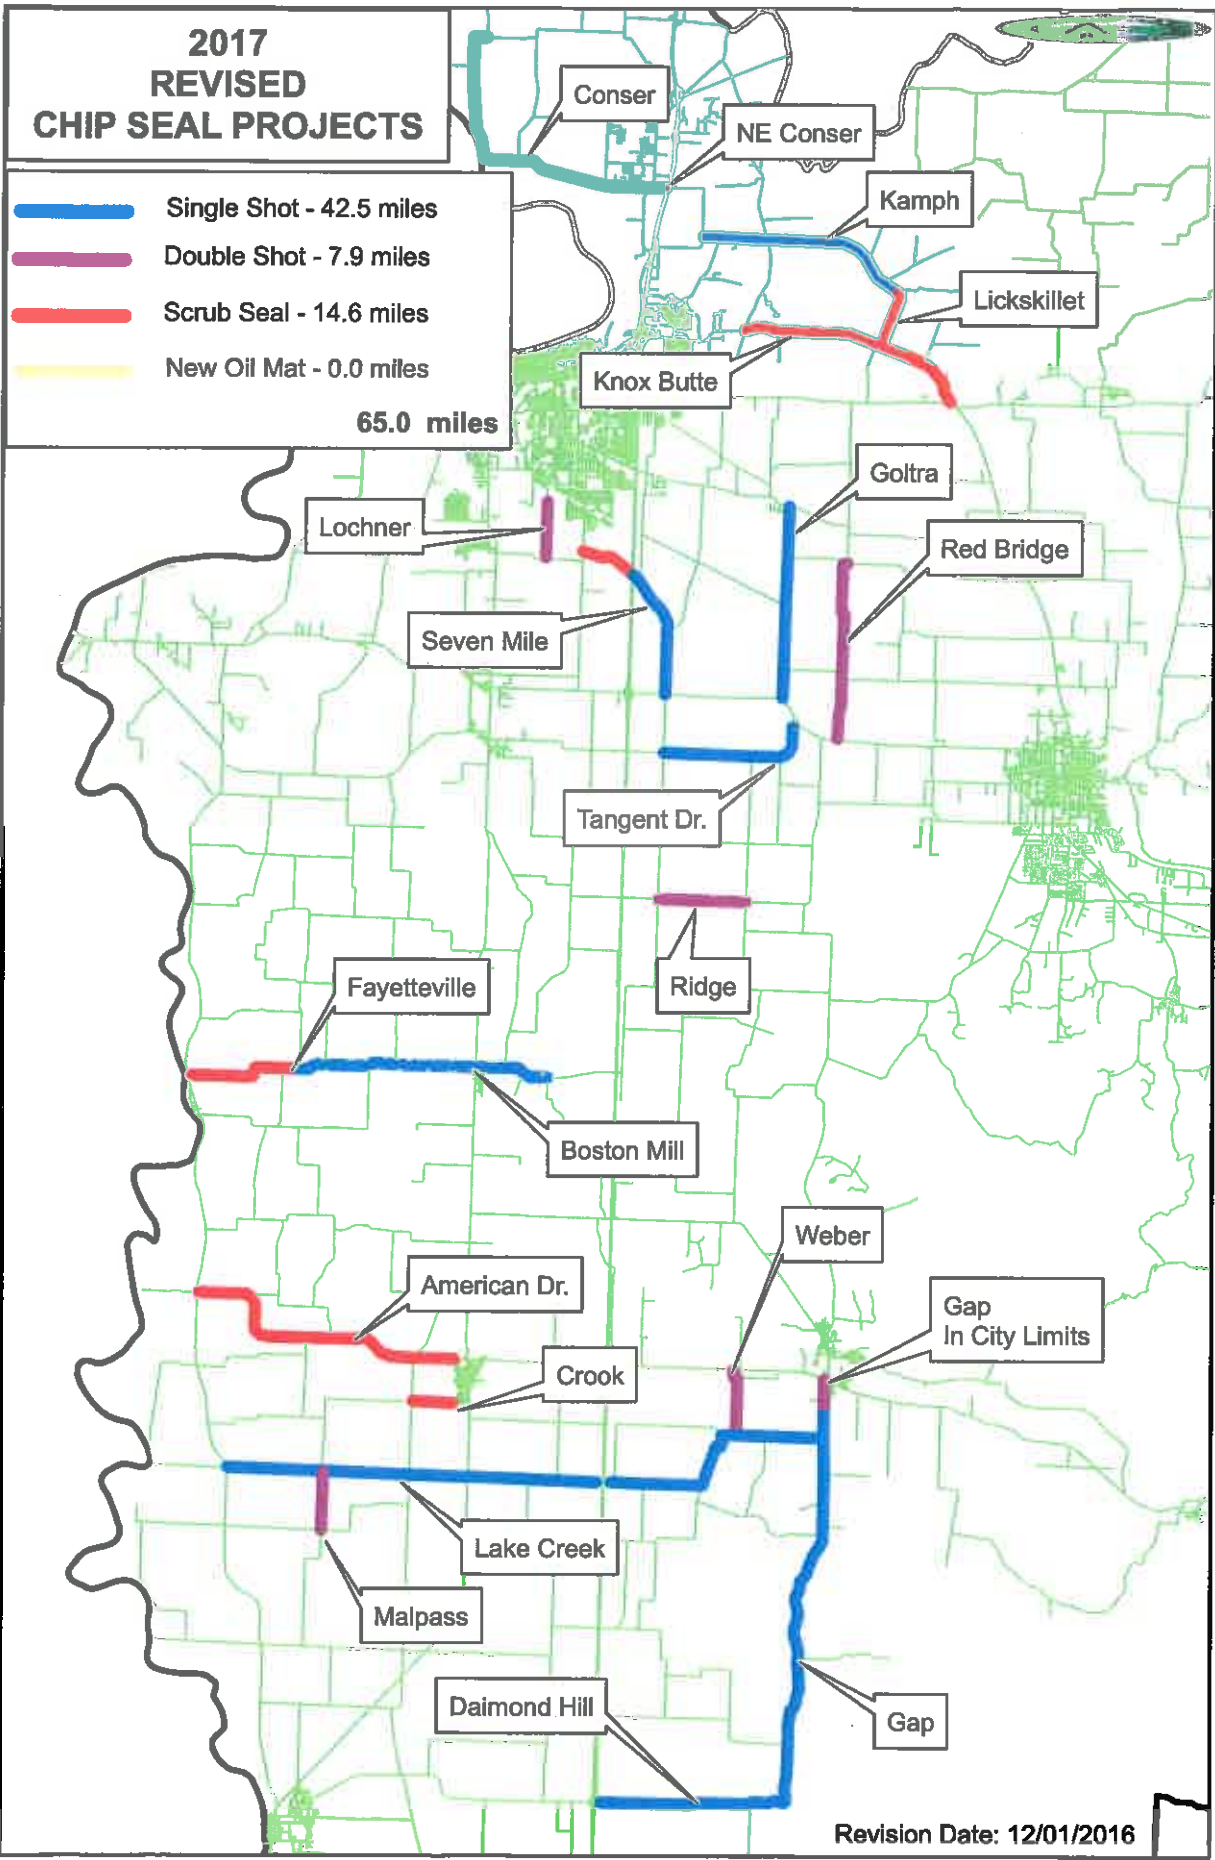 2017
REVISED
CHIP SEAL PROJECTS
Single Shot - 42.5 miles
Double Shot - 7.9 miles
Scrub Seal - 14.6 miles
New Oil Mat - 0.0 miles
65.0 miles
Conser
NE Conser
Kamph
Lickskillet
Knox Butte
Goltra
Lochner
Red Bridge
Seven Mile
Tangent Dr.
Ridge
Fayetteville
Boston Mill
Weber
American Dr.
Gap
In City Limits
Crook
Lake Creek
Malpass
Daimond Hill
Gap
Revision Date: 12/01/2016